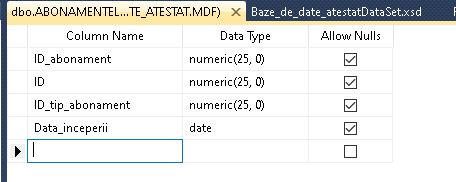 dbo.ABONAMENTEL...TE_ATESTAT.MDF) Baze_de_date_atestatDataSet.xsd
Column Name Data Type Allow Nulls
ID_abonament numeric(25, 0)
ID numeric(25, 0)
ID_tip_abonament numeric(25, 0)
Data_inceperii date